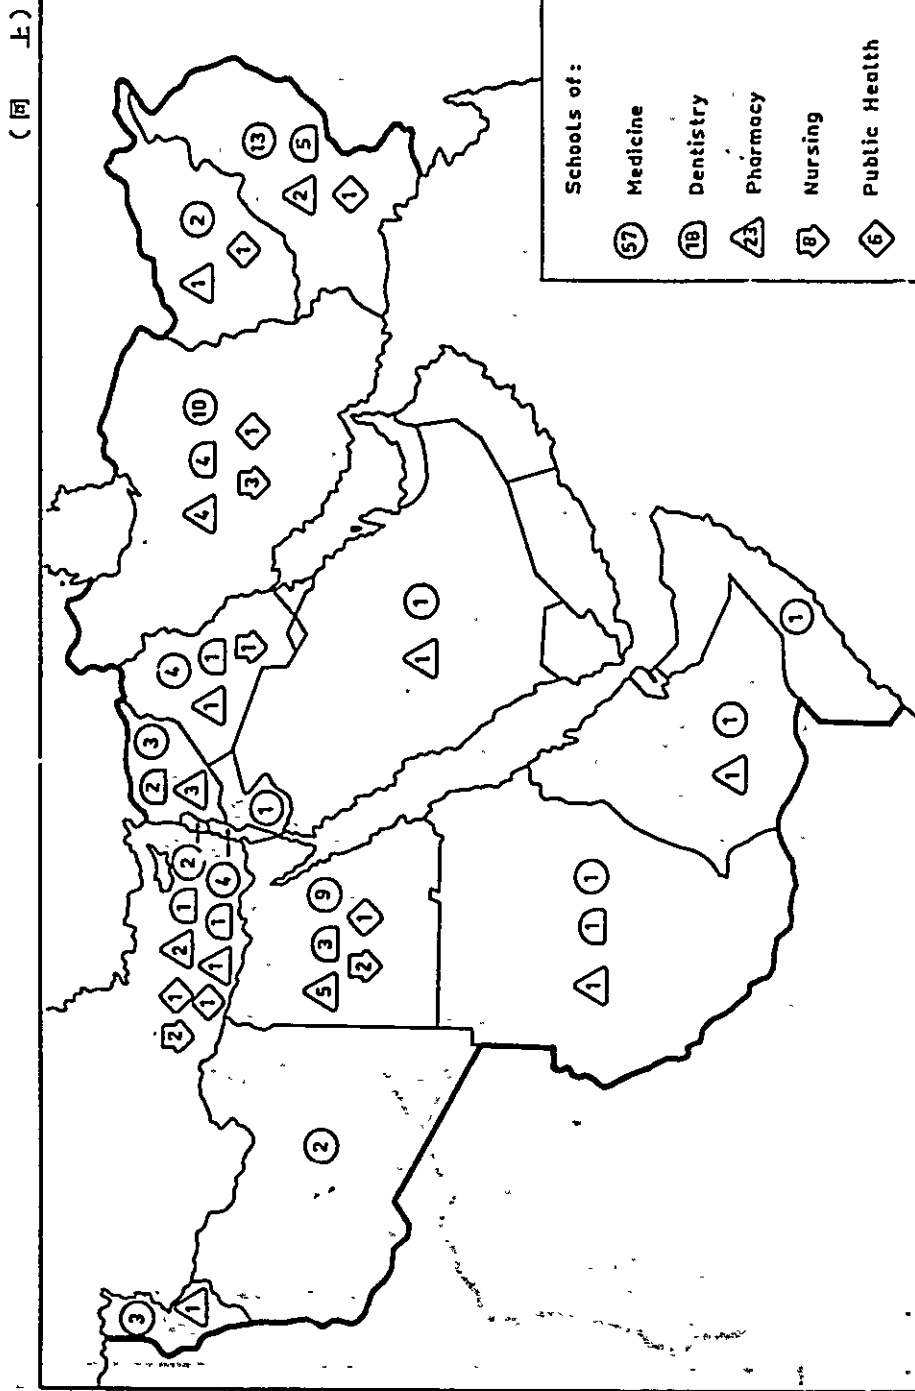 (同 上)
3
1
2
2 1 2 1 2
1 1 1 4
2 3
3
1
4
1 1
1
5 3 9
2 1
4 4 10
3 1
1 2
1
13
2 5
1
1 1
1 1 1
1 1
1
Schools of:
57 Medicine
18 Dentistry
23 Pharmacy
8 Nursing
6 Public Health